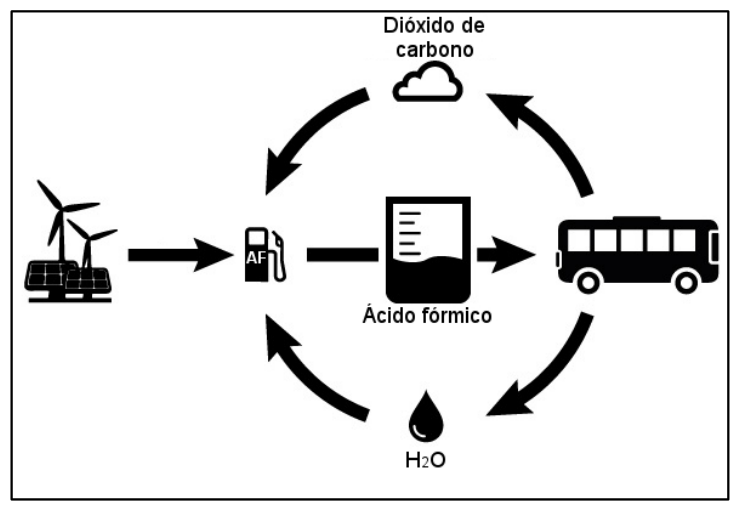 Dióxido de
carbono
AF
Ácido fórmico
H₂O